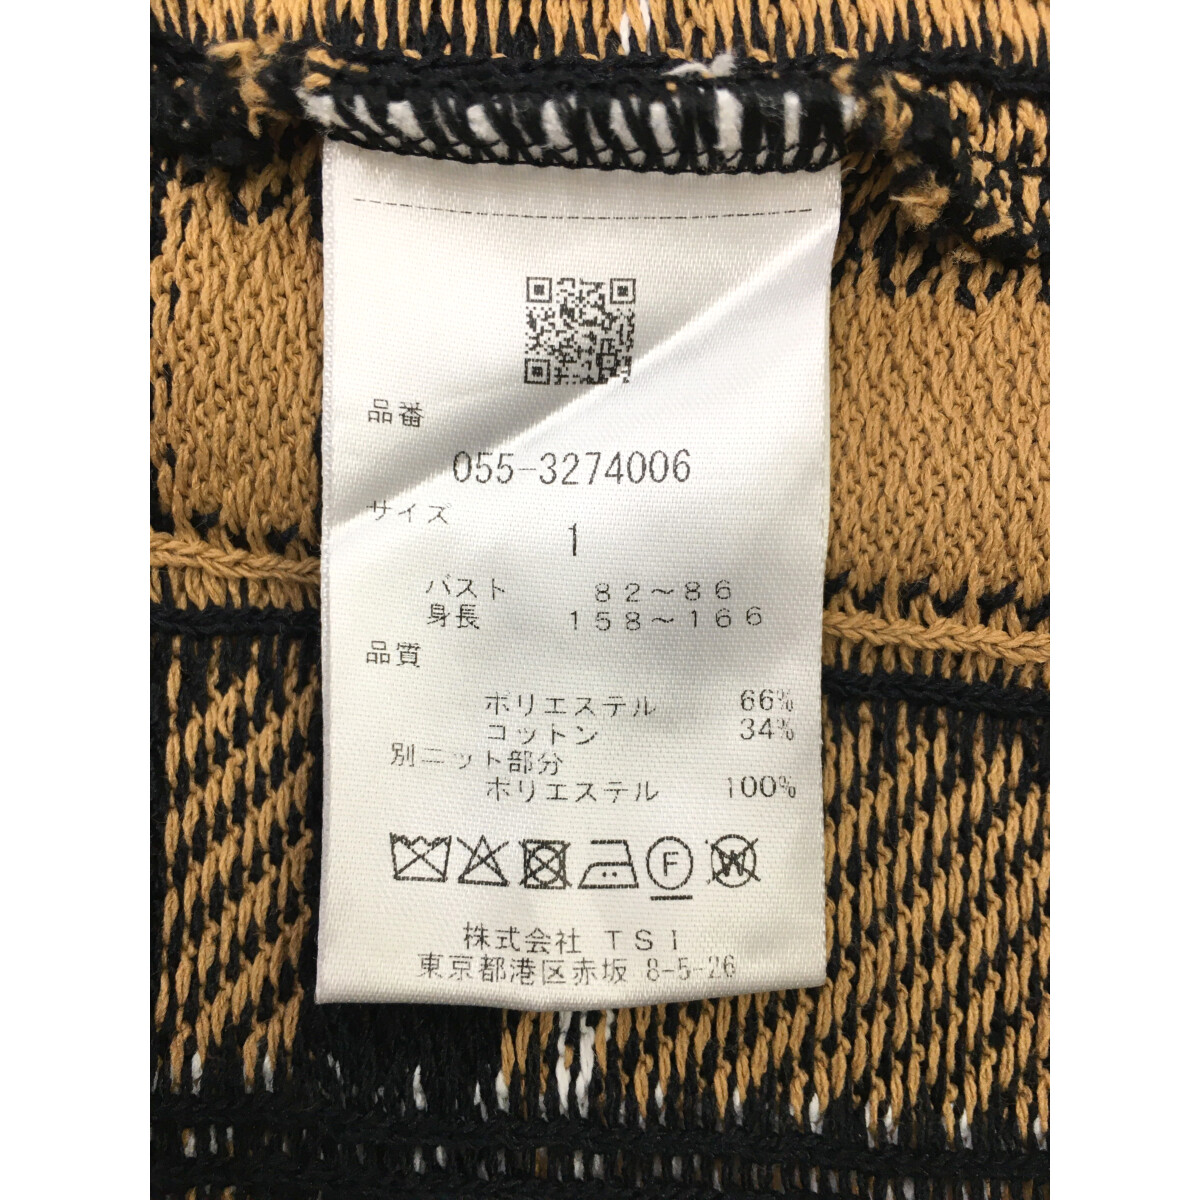 品番
055-3274006
サイズ
1
バスト 82～86
身長 158～166
品質
ポリエステル 66%
コットン 34%
別ニット部分
ポリエステル 100%
F W
株式会社 TSI
東京都港区赤坂 8-5-26